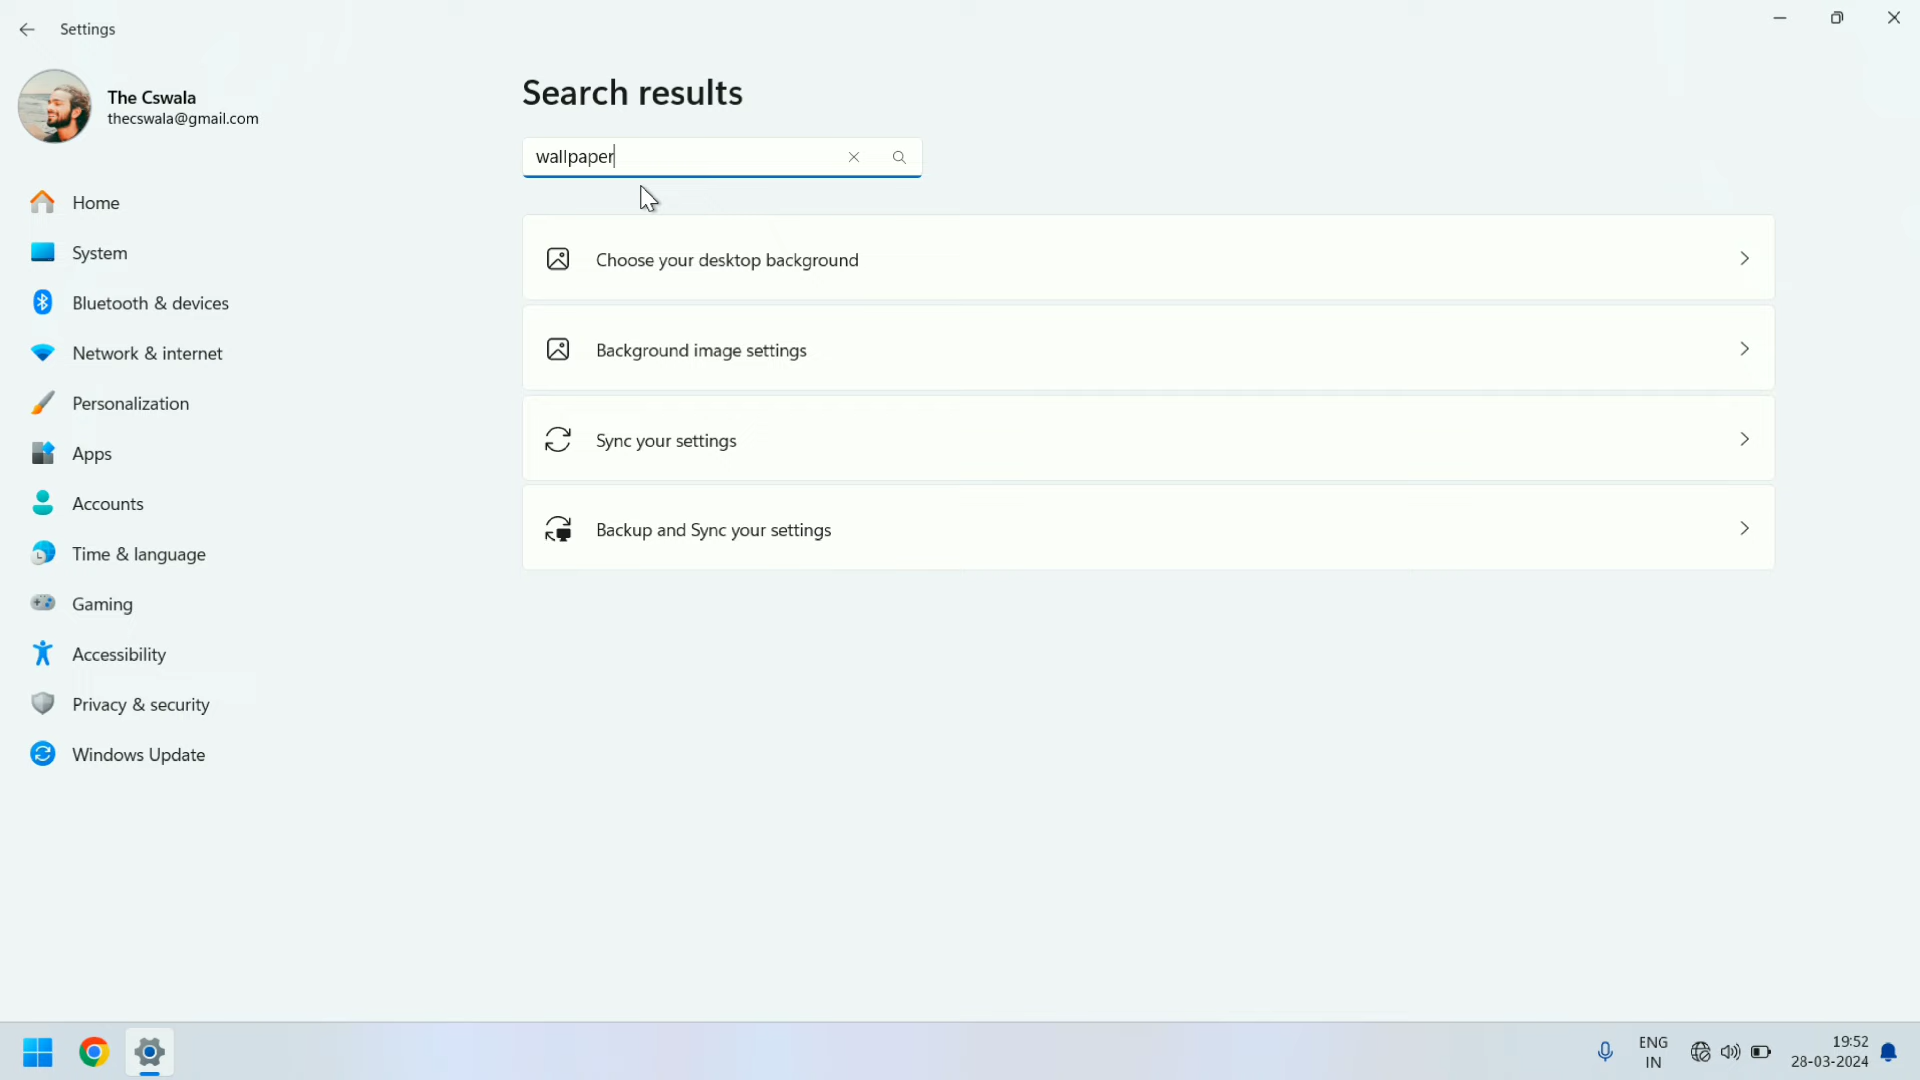 Settings
The Cswala
thecswala@gmail.com
Home
System
Bluetooth & devices
Network & internet
Personalization
Apps
Accounts
Time & language
Gaming
Accessibility
Privacy & security
Windows Update
Search results
wallpaper
Choose your desktop background
Background image settings
Sync your settings
Backup and Sync your settings
ENG
IN
19:52
28-03-2024